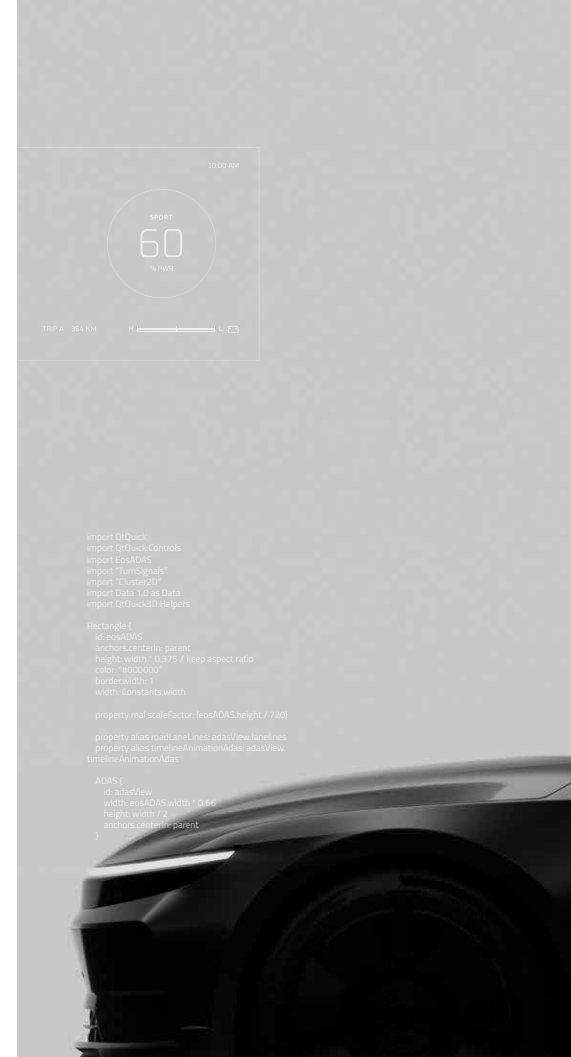 10:00 AM
SPORT
60
% PWN
TRIP A 354 KM H L
import QtQuick
import QtQuick.Controls
import EosADAS
import "TurnSignals"
import "Cluster2D"
import Data 1.0 as Data
import QtQuick3D.Helpers
Rectangle {
id: eosADAS
anchors.centerIn: parent
height: width * 0.375 // keep aspect ratio
color: "#000000"
border.width: 1
width: Constants.width
property real scaleFactor: (eosADAS.height / 720)
property alias roadLaneLines: adasView.lanelines
property alias timelineAnimationAdas: adasView.
timelineAnimationAdas
ADAS {
id: adasView
width: eosADAS.width * 0.66
height: width / 2
anchors.centerIn: parent
}